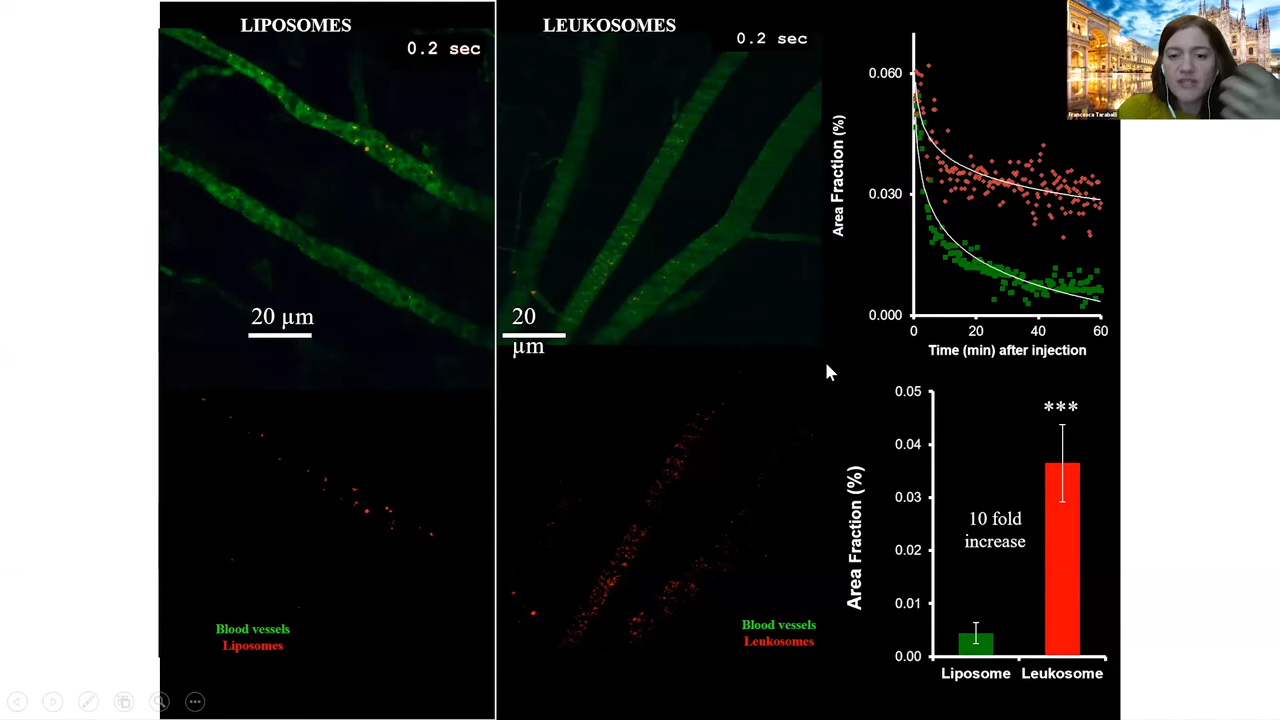 LIPOSOMES
0.2 sec
20 µm
Blood vessels
Liposomes
LEUKOSOMES
0.2 sec
20
µm
Blood vessels
Leukosomes
Area Fraction (%)
0.060
0.030
0.000
0 20 40 60
Time (min) after injection
Area Fraction (%)
0.05
0.04
0.03
0.02
0.01
0.00
***
10 fold
increase
Liposome Leukosome
Francesca Taraballi